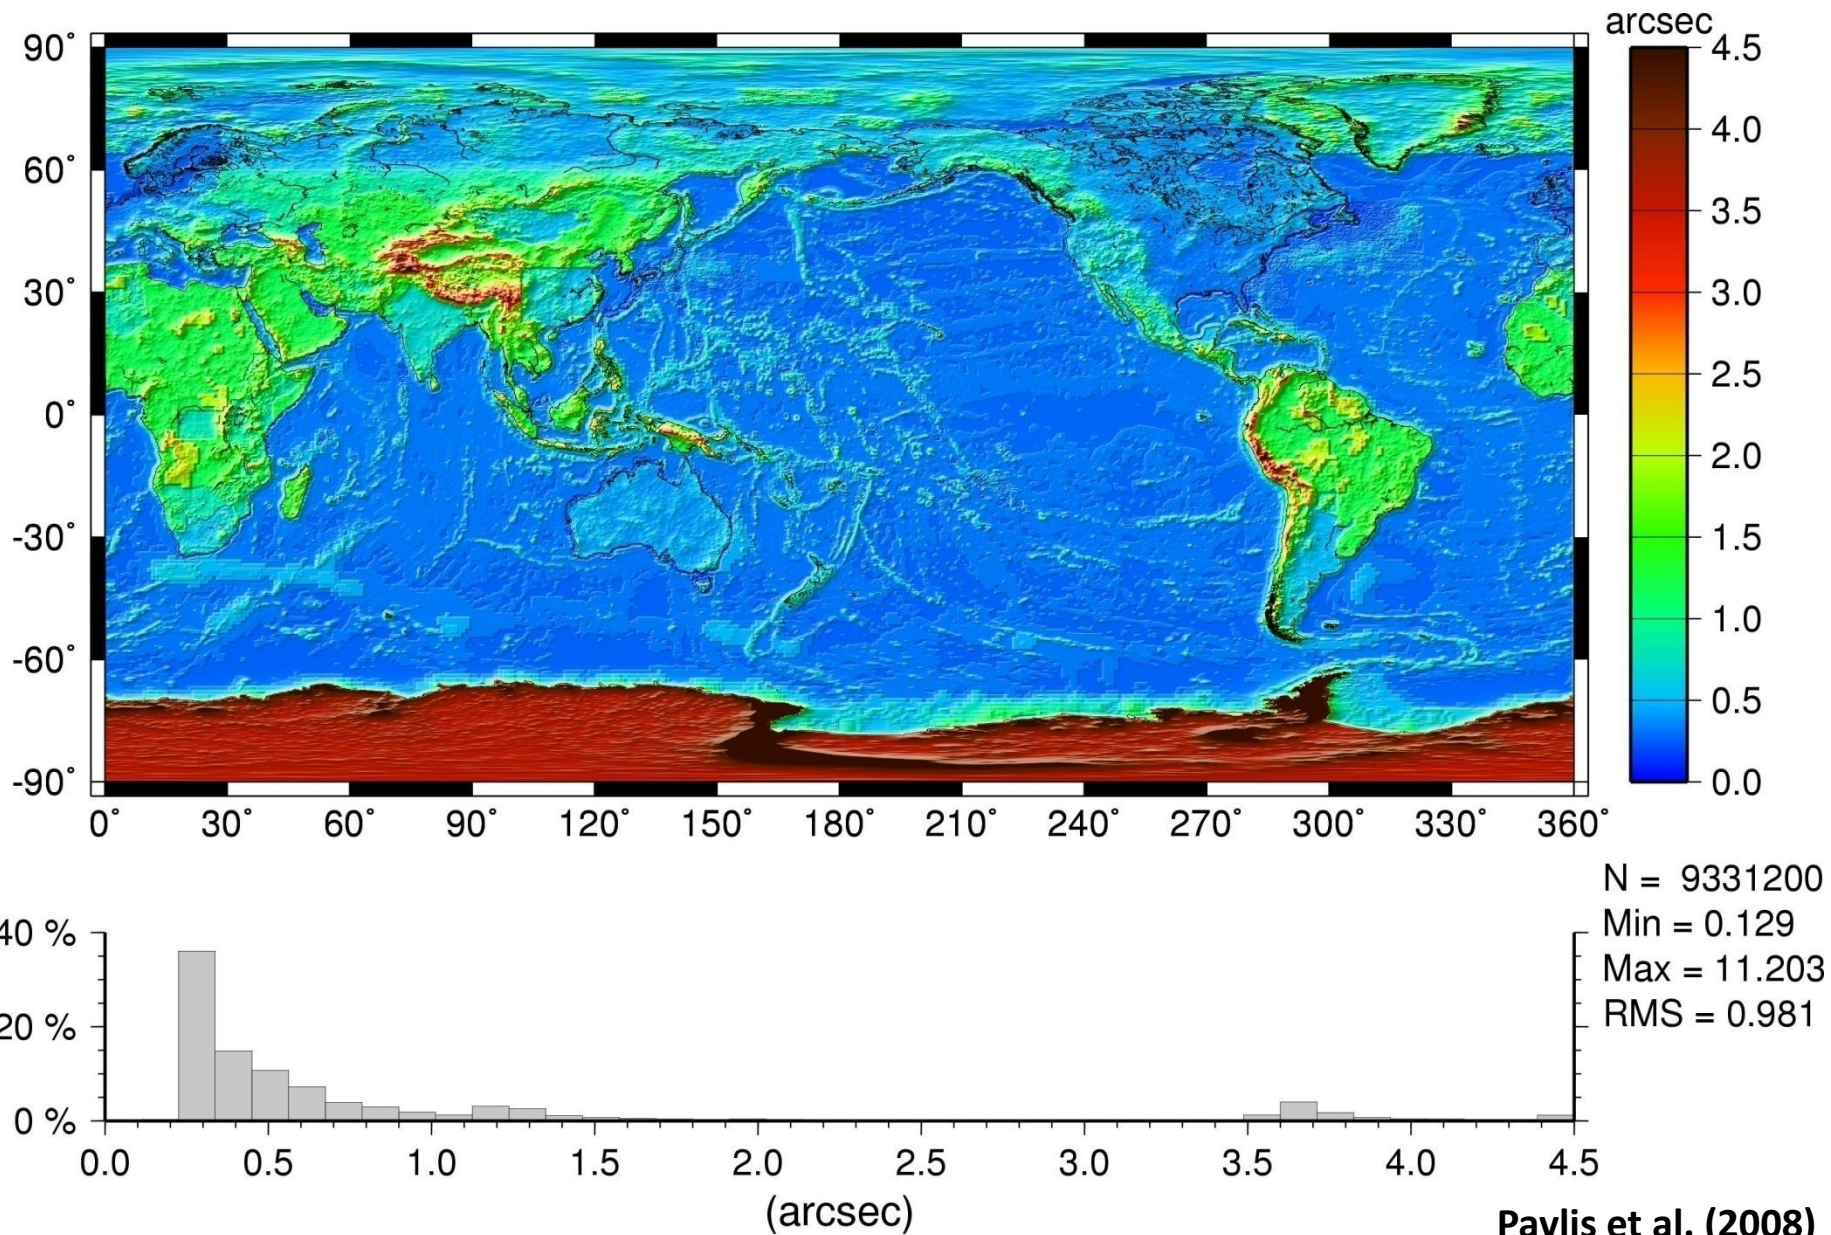 arcsec
90˚
60˚
30˚
0˚
-30˚
-60˚
-90˚
0˚ 30˚ 60˚ 90˚ 120˚ 150˚ 180˚ 210˚ 240˚ 270˚ 300˚ 330˚ 360˚
4.5
4.0
3.5
3.0
2.5
2.0
1.5
1.0
0.5
0.0
N = 9331200
Min = 0.129
Max = 11.203
RMS = 0.981
40 %
20 %
0 %
0.0 0.5 1.0 1.5 2.0 2.5 3.0 3.5 4.0 4.5
(arcsec)
Pavlis et al. (2008)